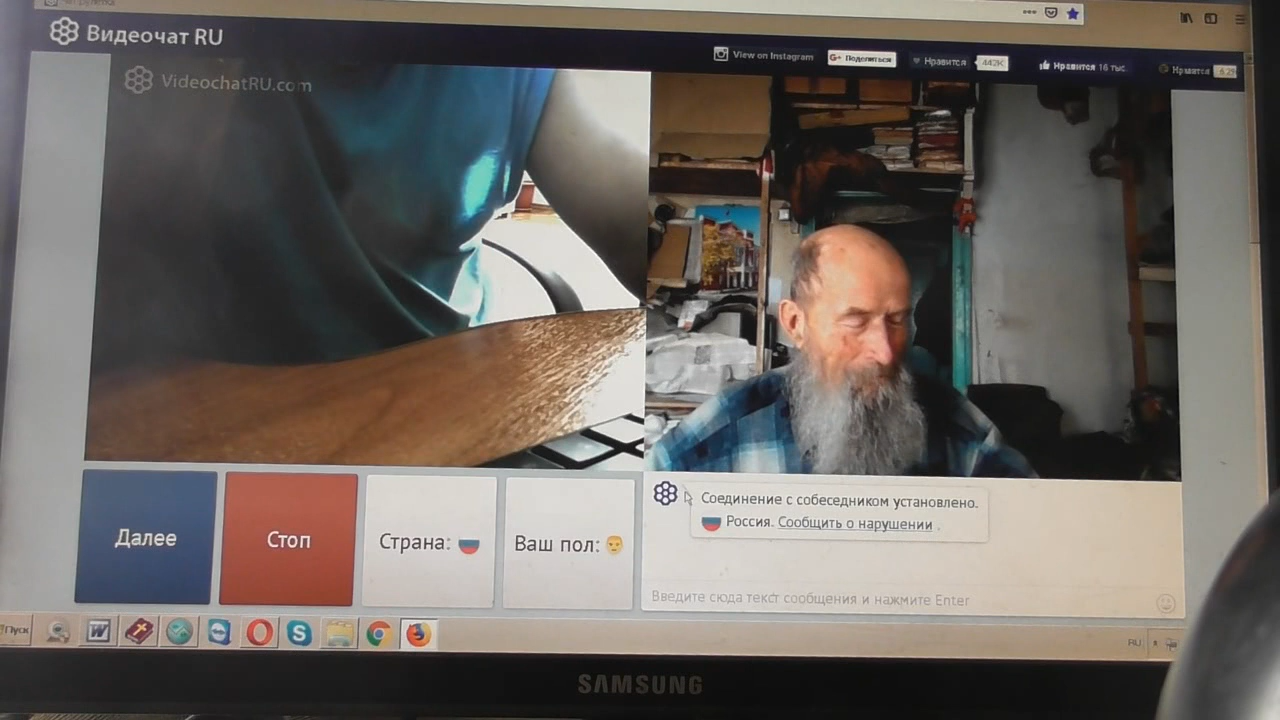 Видеочат RU
View on Instagram
G+ Поделиться
Нравится
442K
Нравится 16 тыс.
Нравится
VideochatRU.com
Далее
Стоп
Страна:
Ваш пол:
Соединение с собеседником установлено.
Россия. Сообщить о нарушении .
Введите сюда текст сообщения и нажмите Enter
Пуск
RU
SAMSUNG